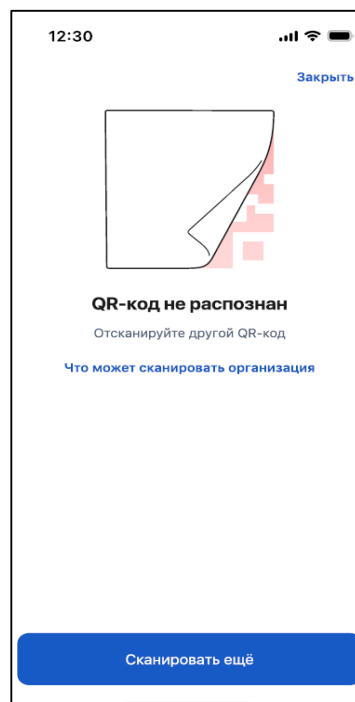 12:30
Закрыть
QR-код не распознан
Отсканируйте другой QR-код
Что может сканировать организация
Сканировать ещё